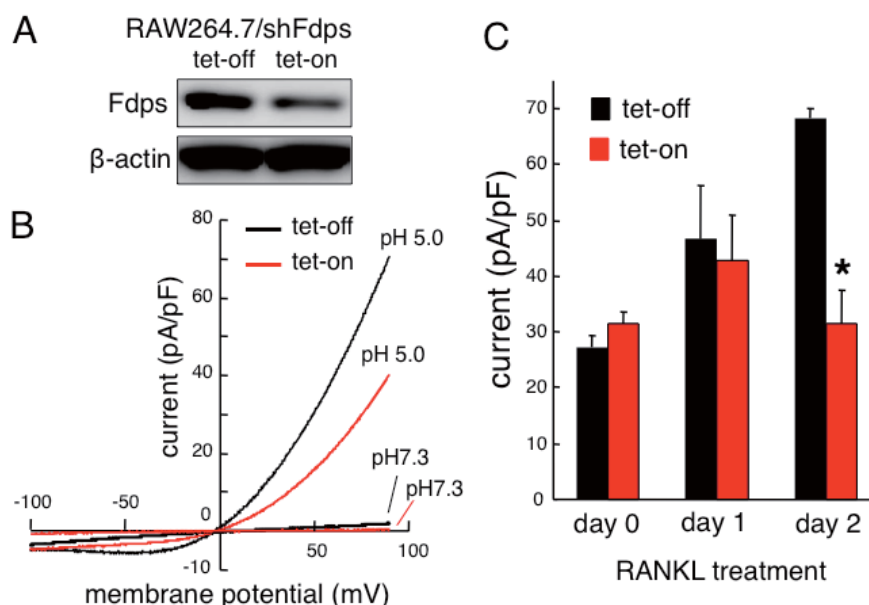 A
RAW264.7/shFdps
tet-off tet-on
Fdps
β-actin
B
80
tet-off
tet-on
pH 5.0
60
pH 5.0
40
current (pA/pF)
20
pH7.3
pH7.3
-100
-50
0
50
100
-10
membrane potential (mV)
C
70
tet-off
tet-on
60
50
*
40
current (pA/pF)
30
20
10
0
day 0 day 1 day 2
RANKL treatment